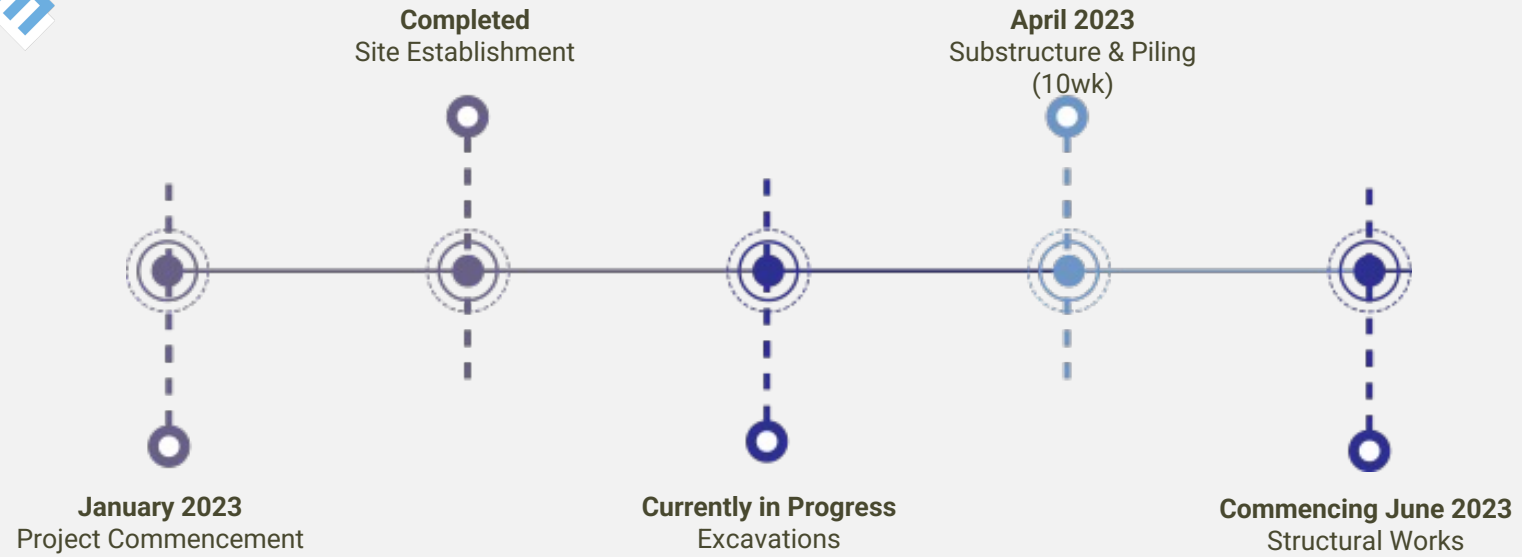 Completed
Site Establishment
April 2023
Substructure & Piling
(10wk)
January 2023
Project Commencement
Currently in Progress
Excavations
Commencing June 2023
Structural Works